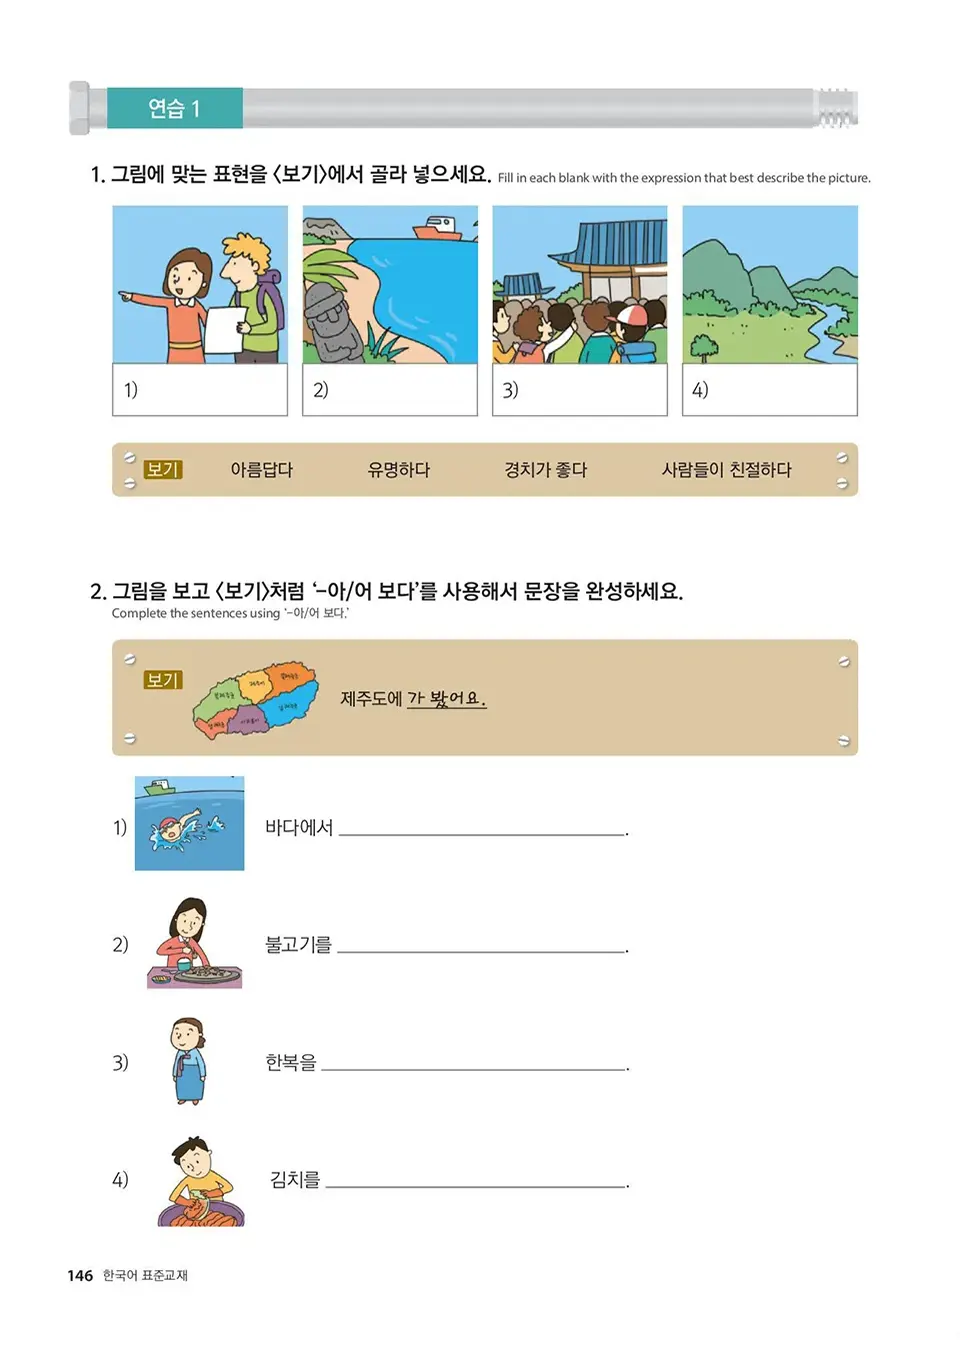 연습 1
1. 그림에 맞는 표현을 〈보기〉에서 골라 넣으세요. Fill in each blank with the expression that best describe the picture.
1)
2)
3)
4)
보기 아름답다 유명하다 경치가 좋다 사람들이 친절하다
2. 그림을 보고 〈보기〉처럼 ‘-아/어 보다’를 사용해서 문장을 완성하세요.
Complete the sentences using ‘-아/어 보다.’
보기 제주도에 가 봤어요.
1) 바다에서 .
2) 불고기를 .
3) 한복을 .
4) 김치를 .
146 한국어 표준교재